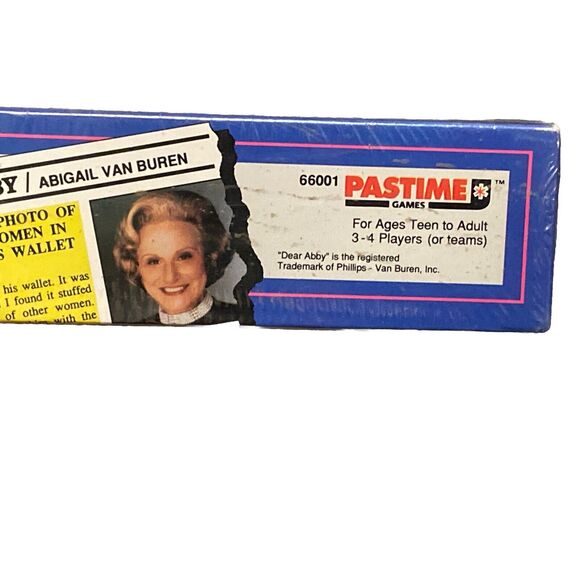 BY / ABIGAIL VAN BUREN
PHOTO OF
OMEN IN
S WALLET
his wallet. It was
I found it stuffed
of other women.
with the
66001 PASTIME ™
GAMES
For Ages Teen to Adult
3-4 Players (or teams)
"Dear Abby" is the registered
Trademark of Phillips - Van Buren, Inc.